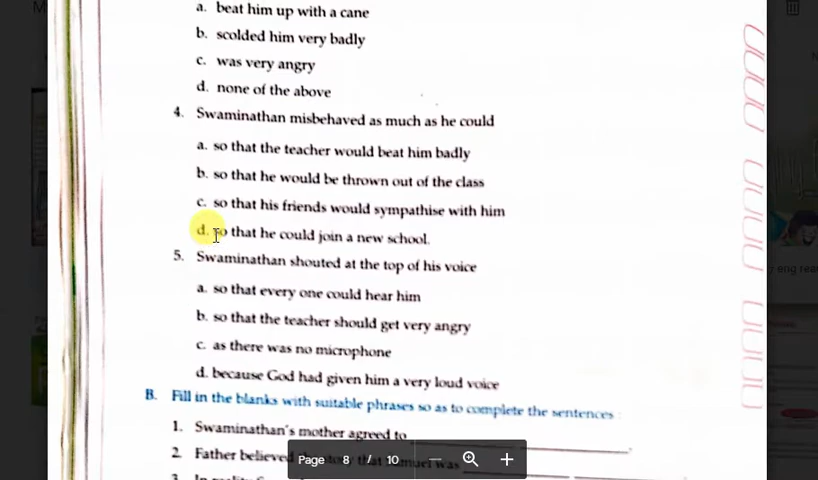 a. beat him up with a cane
b. scolded him very badly
c. was very angry
d. none of the above
4. Swaminathan misbehaved as much as he could
a. so that the teacher would beat him badly
b. so that he would be thrown out of the class
c. so that his friends would sympathise with him
d. so that he could join a new school.
5. Swaminathan shouted at the top of his voice
a. so that every one could hear him
b. so that the teacher should get very angry
c. as there was no microphone
d. because God had given him a very loud voice
B. Fill in the blanks with suitable phrases so as to complete the sentences :
1. Swaminathan's mother agreed to
2. Father believed that Samuel was
Page 8 / 10
3. In